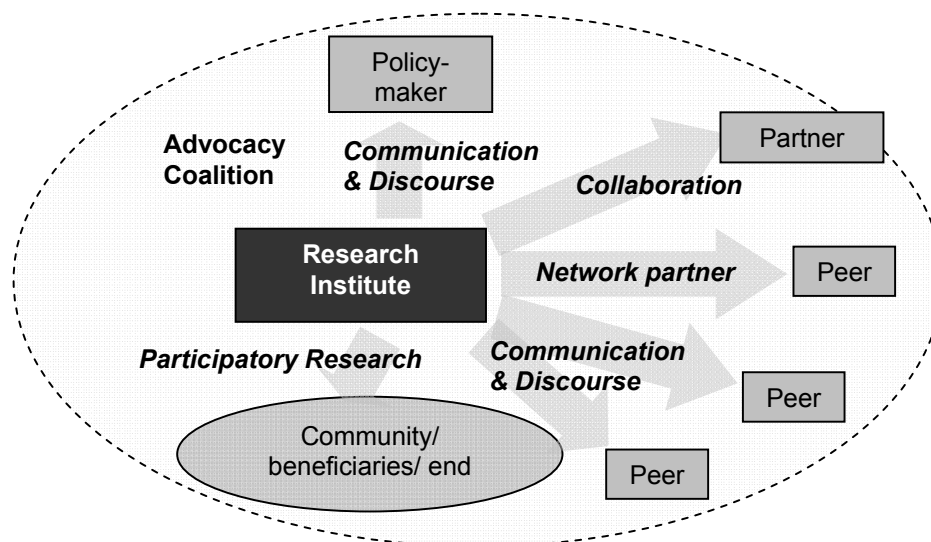 Policy-
maker
Advocacy
Coalition
Communication
& Discourse
Partner
Collaboration
Research
Institute
Network partner
Peer
Participatory Research
Communication
& Discourse
Peer
Community/
beneficiaries/ end
Peer